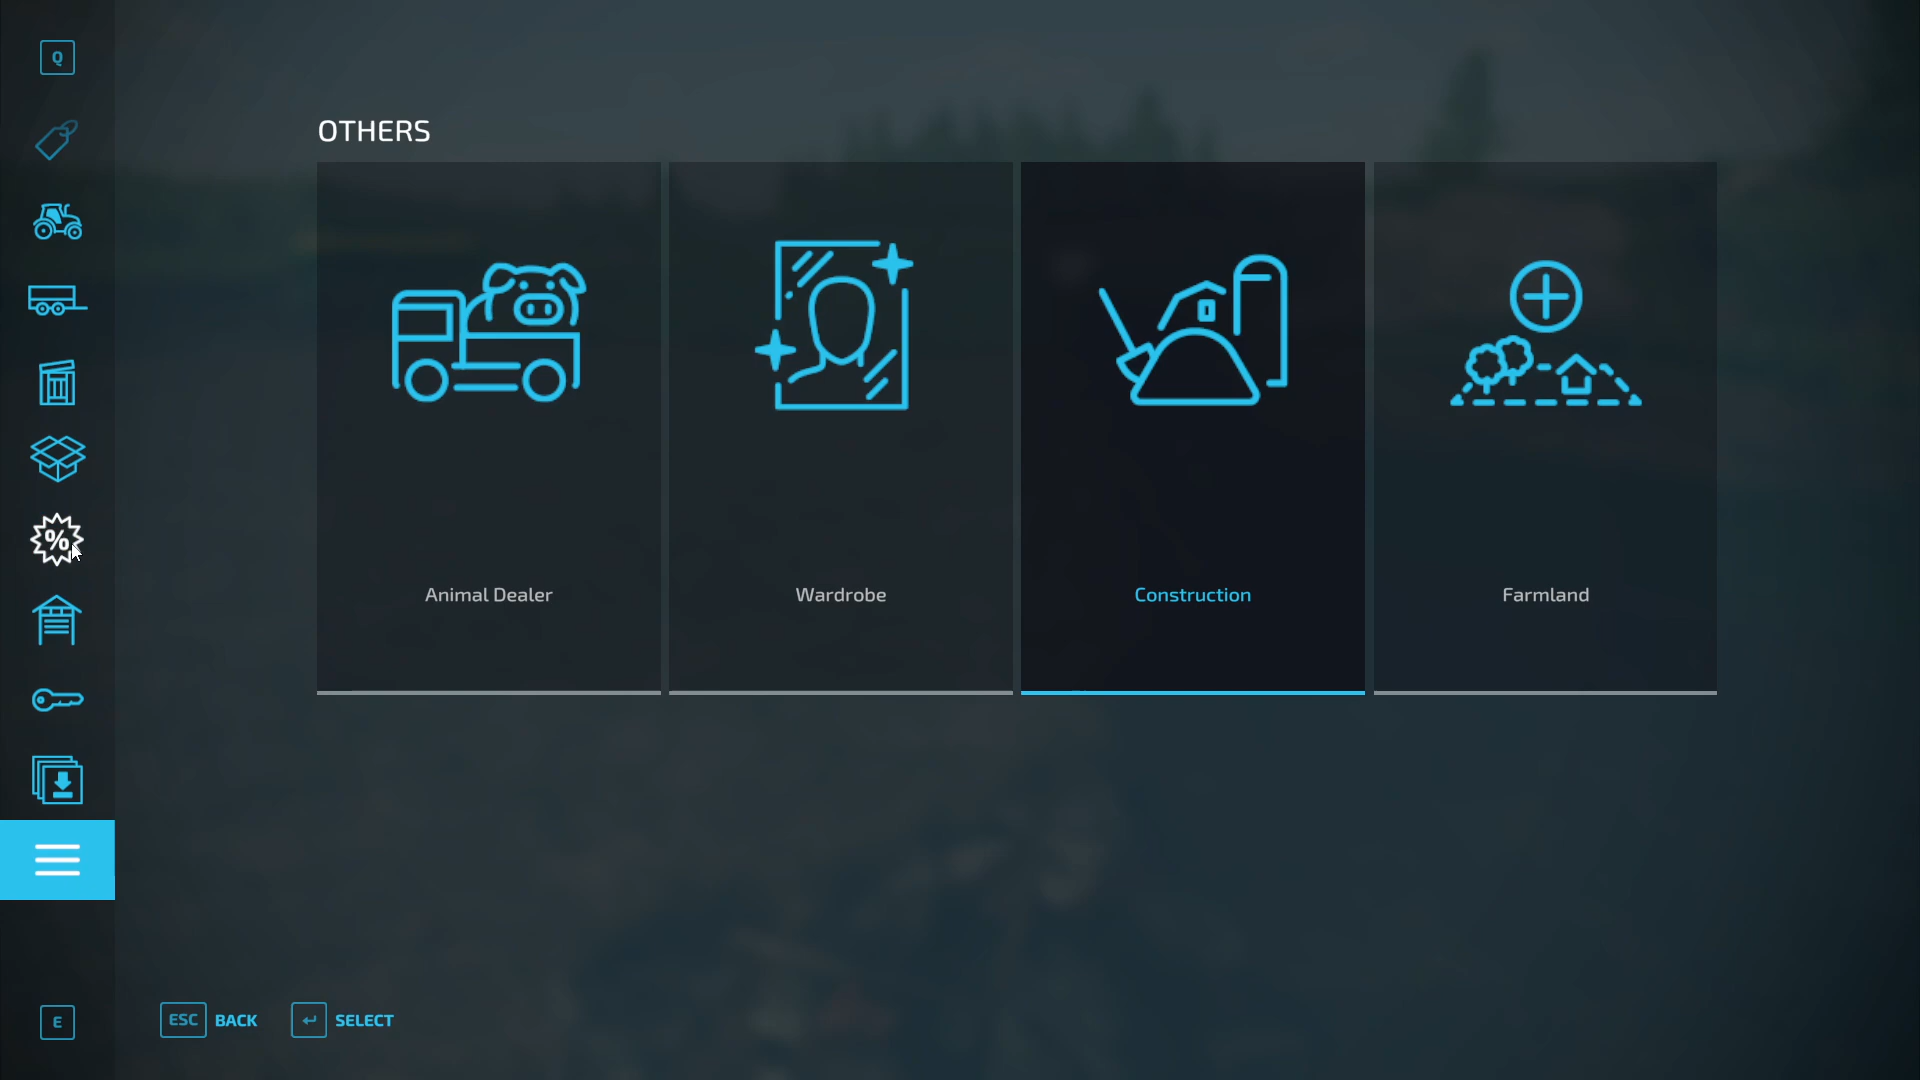 Q
OTHERS
%
Animal Dealer
Wardrobe
Construction
Farmland
E
ESC BACK
↵ SELECT